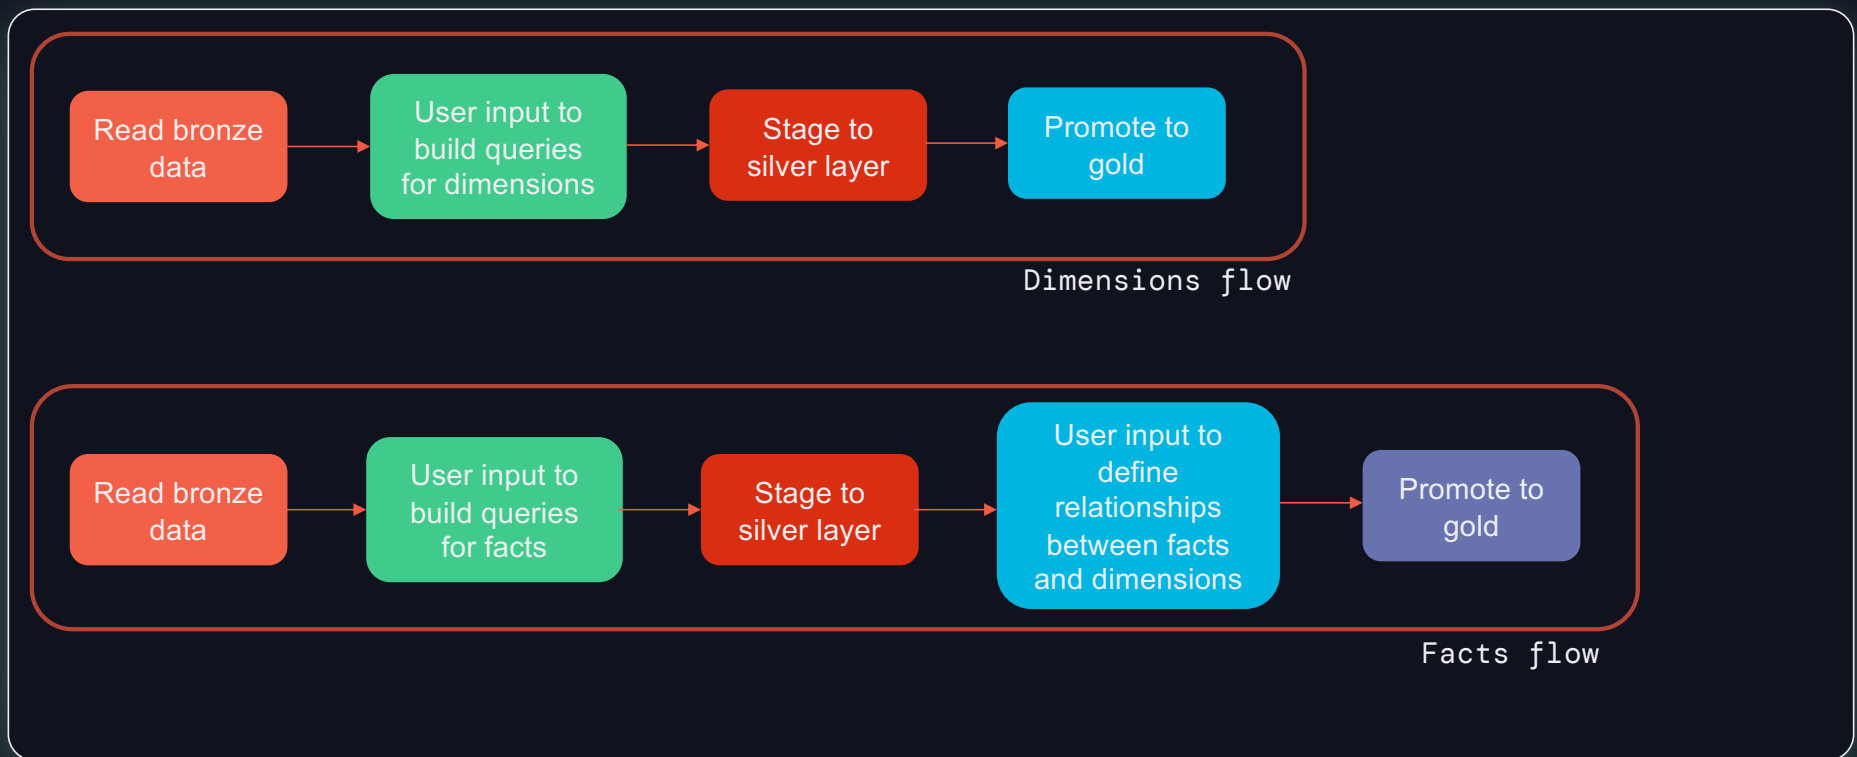 Read bronze
data
User input to
build queries
for dimensions
Stage to
silver layer
Promote to
gold
Dimensions flow
Read bronze
data
User input to
build queries
for facts
Stage to
silver layer
User input to
define
relationships
between facts
and dimensions
Promote to
gold
Facts flow